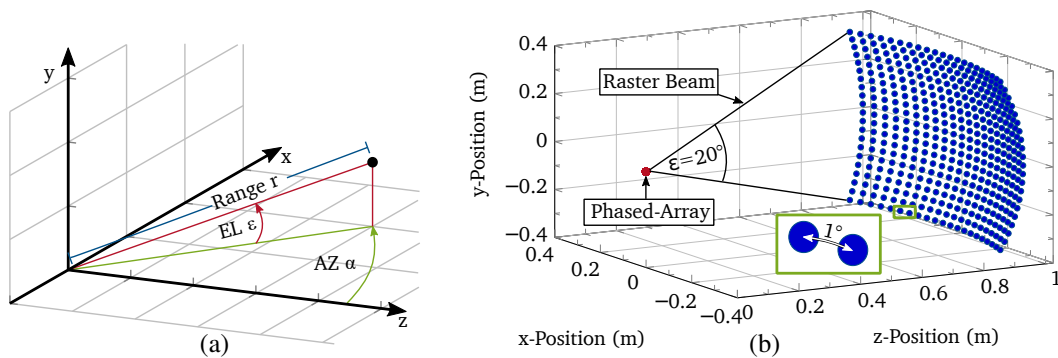 y
x
z
Range r
EL ε
AZ α
(a)
0.4
0.2
0
−0.2
−0.4
y-Position (m)
Raster Beam
ε=20°
Phased-Array
1°
0.4
0.2
0
−0.2
−0.4
x-Position (m)
0
0.2
0.4
0.6
0.8
1
z-Position (m)
(b)